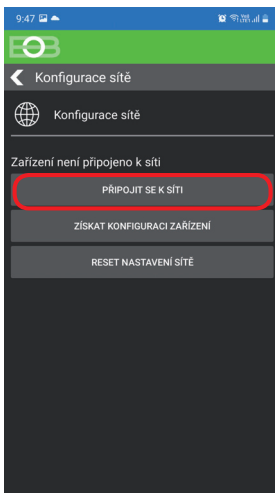 9:47
EOB
Konfigurace sítě
Konfigurace sítě
Zařízení není připojeno k síti
PŘIPOJIT SE K SÍTI
ZÍSKAT KONFIGURACI ZAŘÍZENÍ
RESET NASTAVENÍ SÍTĚ